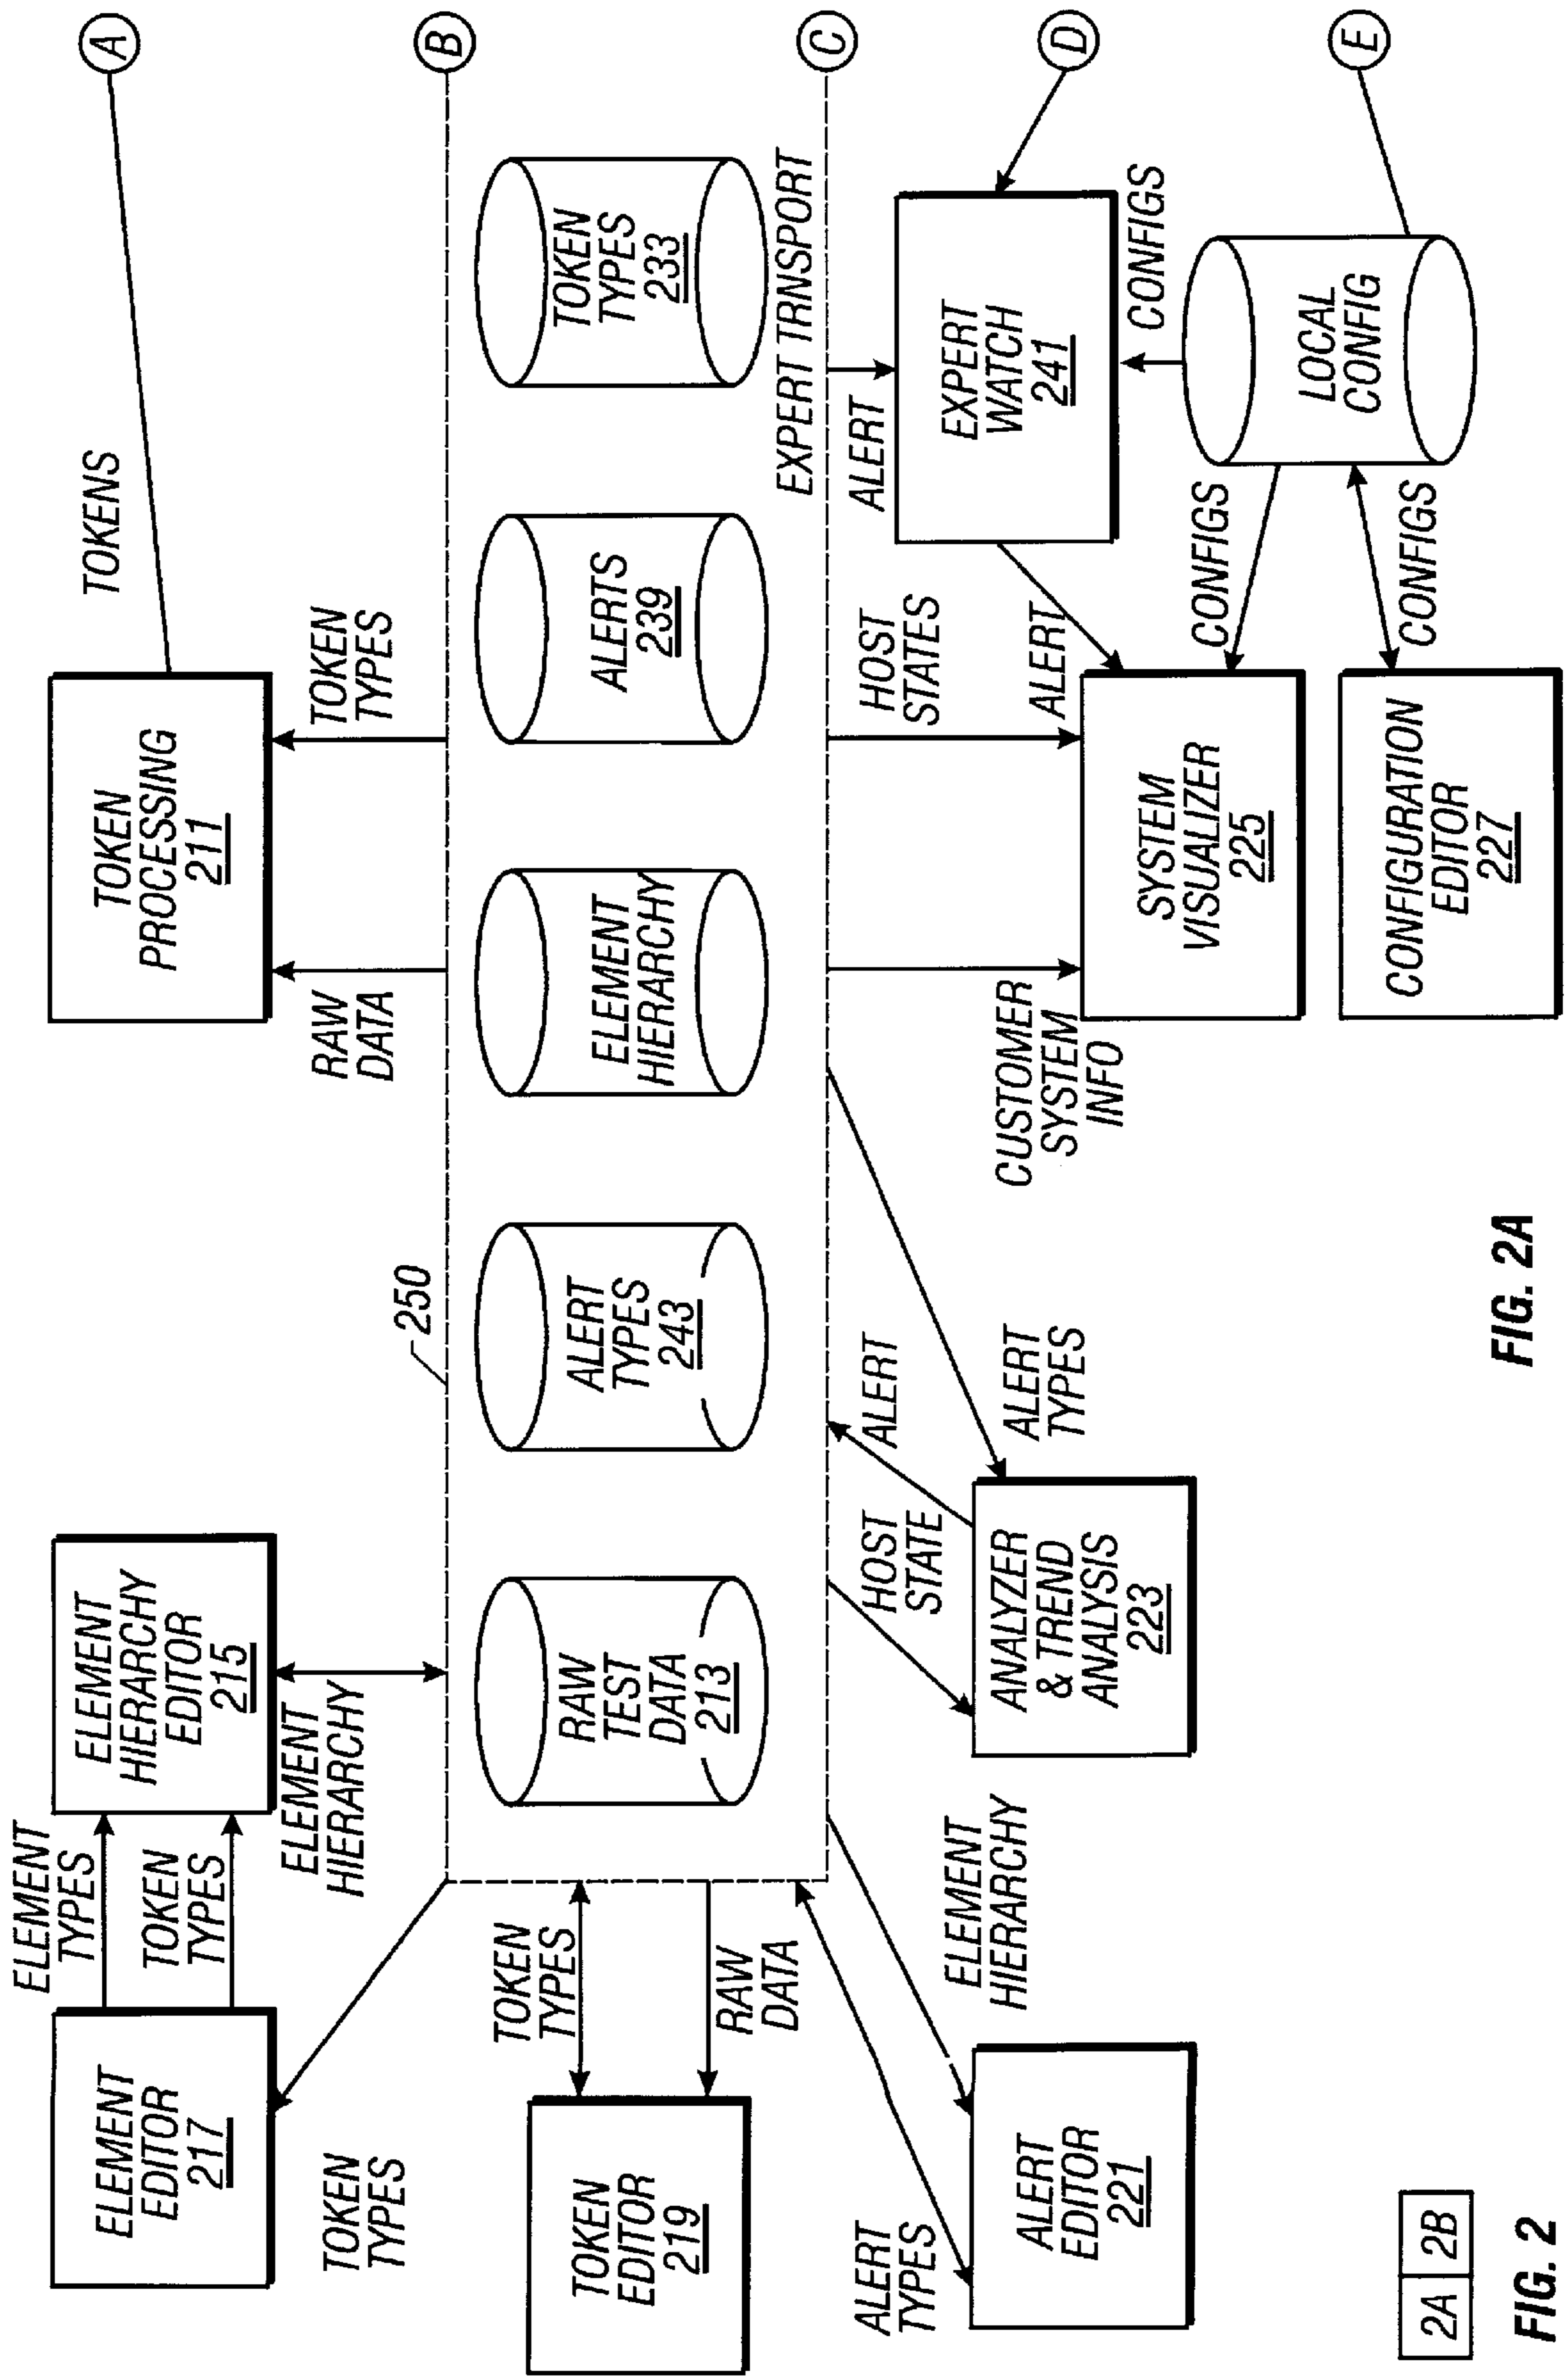 ELEMENT
EDITOR
217
ELEMENT
TYPES
TOKEN
TYPES
ELEMENT
HIERARCHY
EDITOR
215
TOKEN
PROCESSING
211
TOKENS
A
TOKEN
TYPES
ELEMENT
HIERARCHY
250
RAW
DATA
TOKEN
TYPES
B
TOKEN
EDITOR
219
TOKEN
TYPES
RAW
DATA
RAW
TEST
DATA
213
ALERT
TYPES
243
ELEMENT
HIERARCHY
ALERTS
239
TOKEN
TYPES
233
EXPERT TRNSPORT
C
ALERT
TYPES
ALERT
EDITOR
221
ELEMENT
HIERARCHY
HOST
STATE
ALERT
ANALYZER
& TREND
ANALYSIS
223
ALERT
TYPES
CUSTOMER
SYSTEM
INFO
HOST
STATES
ALERT
ALERT
EXPERT
WATCH
241
D
SYSTEM
VISUALIZER
225
CONFIGS
CONFIGS
LOCAL
CONFIG
E
CONFIGURATION
EDITOR
227
CONFIGS
2A 2B
FIG. 2
FIG. 2A